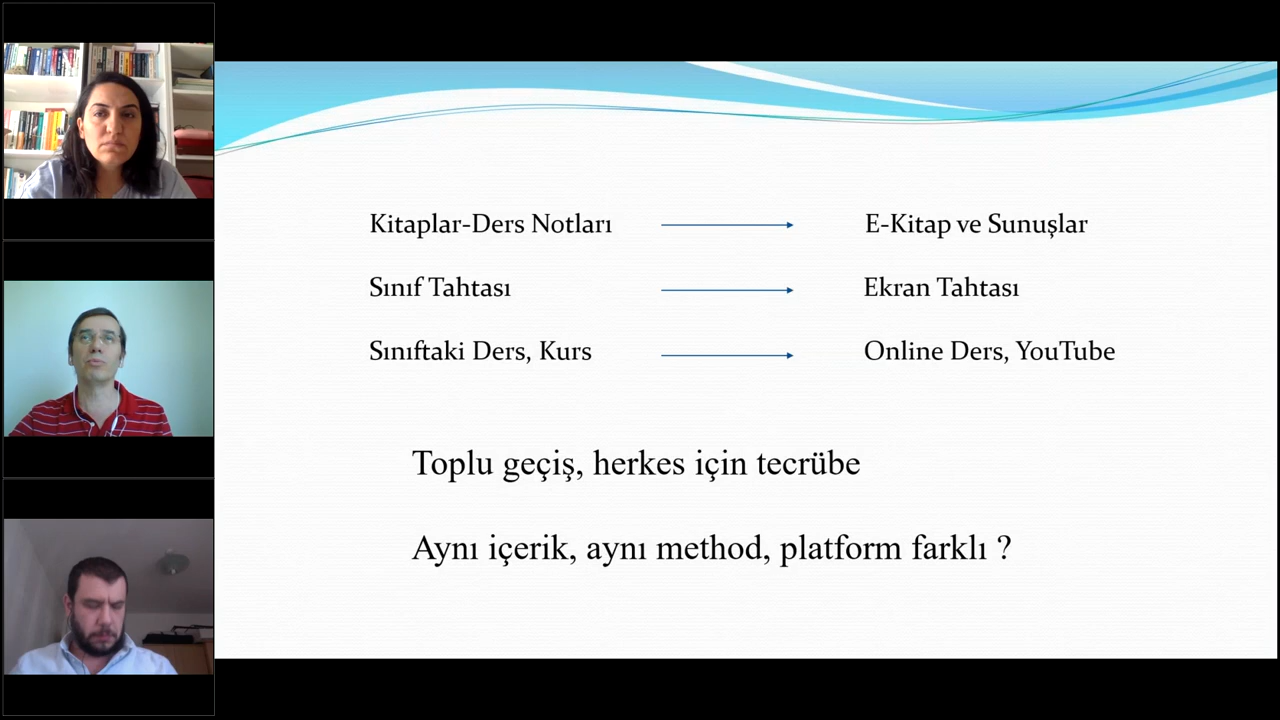 Kitaplar-Ders Notları E-Kitap ve Sunuşlar
Sınıf Tahtası Ekran Tahtası
Sınıftaki Ders, Kurs Online Ders, YouTube
Toplu geçiş, herkes için tecrübe
Aynı içerik, aynı method, platform farklı ?